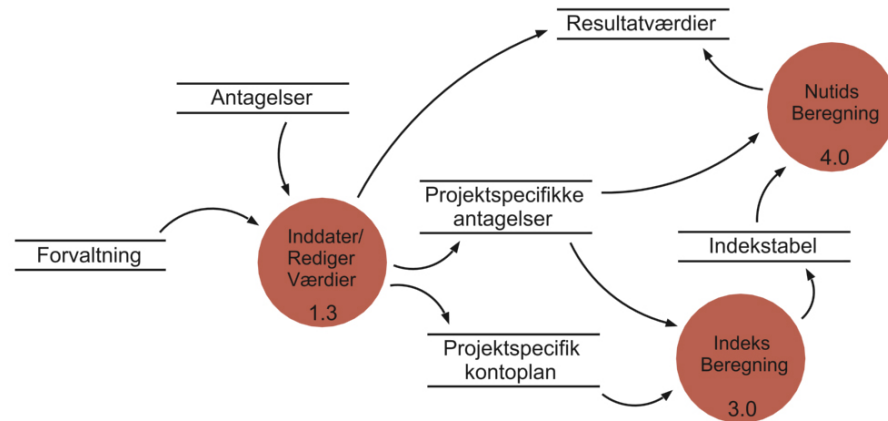 Resultatværdier
Antagelser
Nutids
Beregning
4.0
Projektspecifikke
antagelser
Inddater/
Rediger
Værdier
1.3
Forvaltning
Indekstabel
Projektspecifik
kontoplan
Indeks
Beregning
3.0